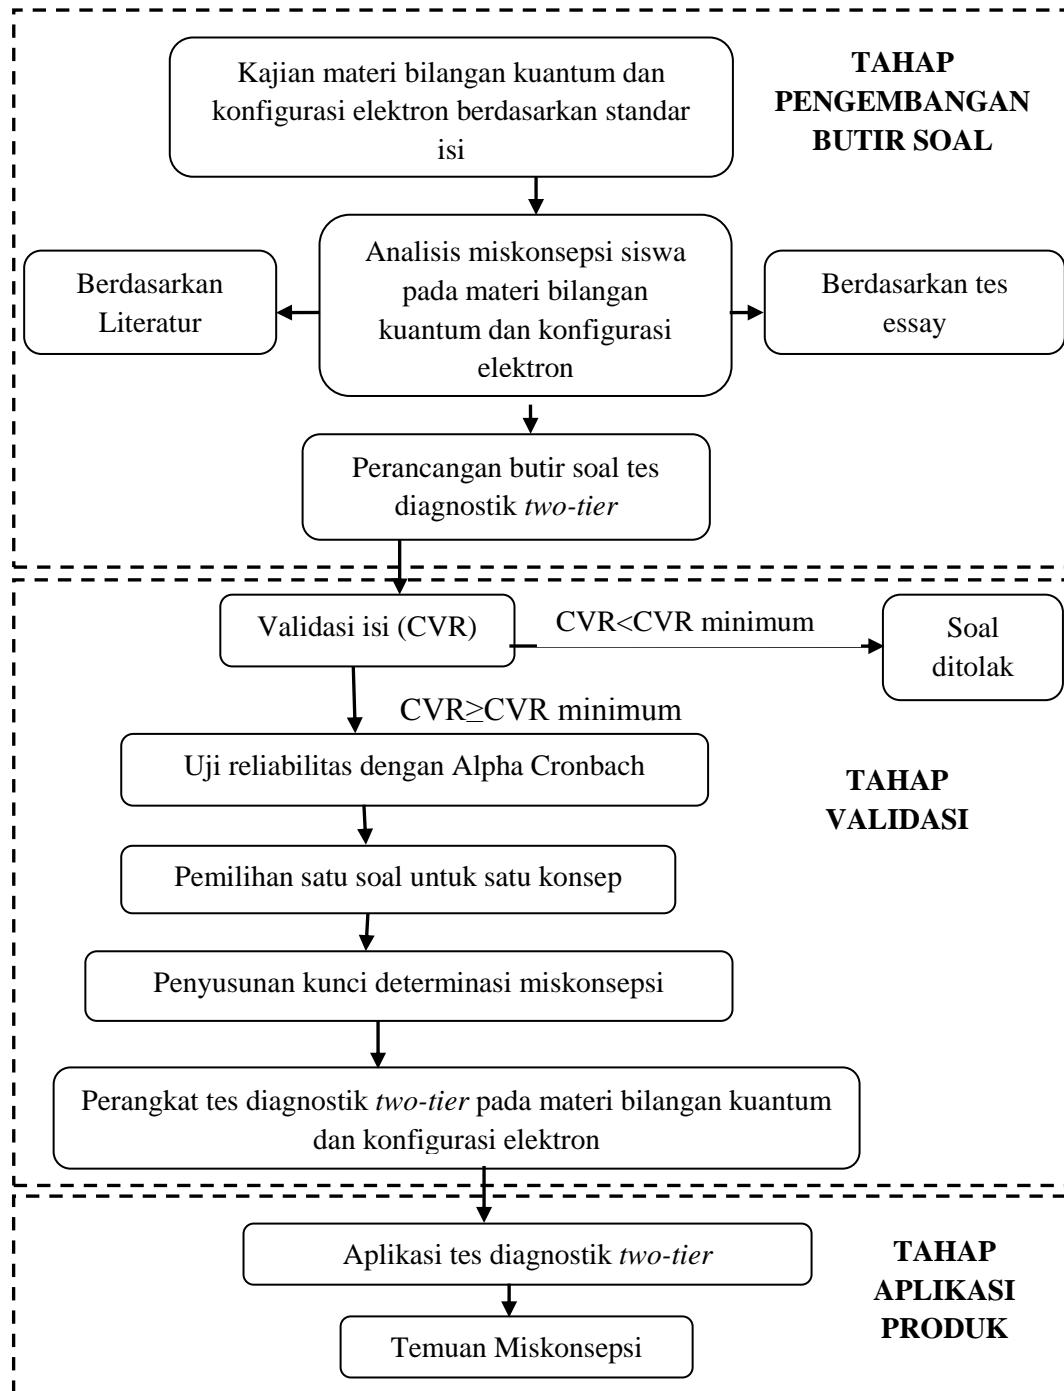 Kajian materi bilangan kuantum dan
konfigurasi elektron berdasarkan standar
isi
TAHAP
PENGEMBANGAN
BUTIR SOAL
Berdasarkan
Literatur
Analisis miskonsepsi siswa
pada materi bilangan
kuantum dan konfigurasi
elektron
Berdasarkan tes
essay
Perancangan butir soal tes
diagnostik two-tier
Validasi isi (CVR)
CVR<CVR minimum
Soal
ditolak
CVR≥CVR minimum
Uji reliabilitas dengan Alpha Cronbach
TAHAP
VALIDASI
Pemilihan satu soal untuk satu konsep
Penyusunan kunci determinasi miskonsepsi
Perangkat tes diagnostik two-tier pada materi bilangan kuantum
dan konfigurasi elektron
Aplikasi tes diagnostik two-tier
TAHAP
APLIKASI
PRODUK
Temuan Miskonsepsi